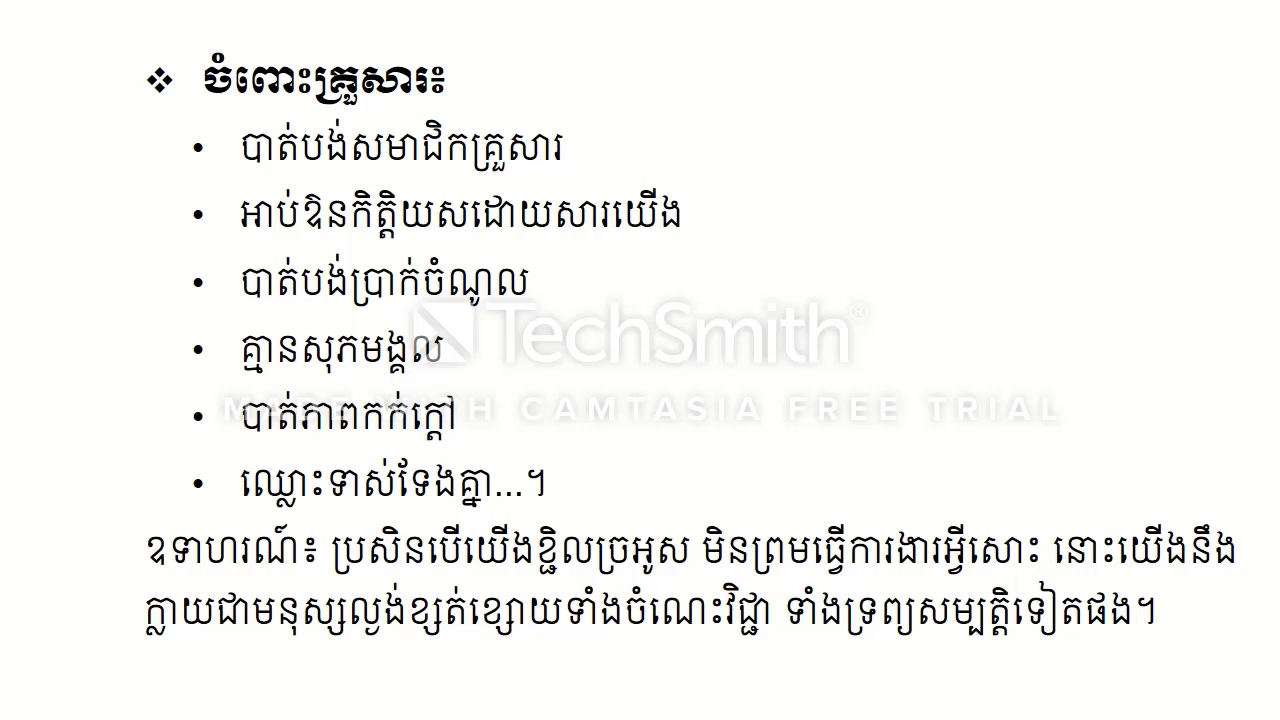 ❖ ចំពោះគ្រួសារ៖
• បាត់បង់សមាជិកគ្រួសារ
• អាប់ឱនកិត្តិយសដោយសារយើង
• បាត់បង់ប្រាក់ចំណូល
• គ្មានសុភមង្គល
TechSmith®
• បាត់ភាពកក់ក្តៅ
MADE WITH CAMTASIA FREE TRIAL
• ឈ្លោះទាស់ទែងគ្នា...។
ឧទាហរណ៍៖ ប្រសិនបើយើងខ្ជិលច្រអូស មិនព្រមធ្វើការងារអ្វីសោះ នោះយើងនឹង
ក្លាយជាមនុស្សល្ងង់ខ្សត់ខ្សោយទាំងចំណេះវិជ្ជា ទាំងទ្រព្យសម្បត្តិទៀតផង។